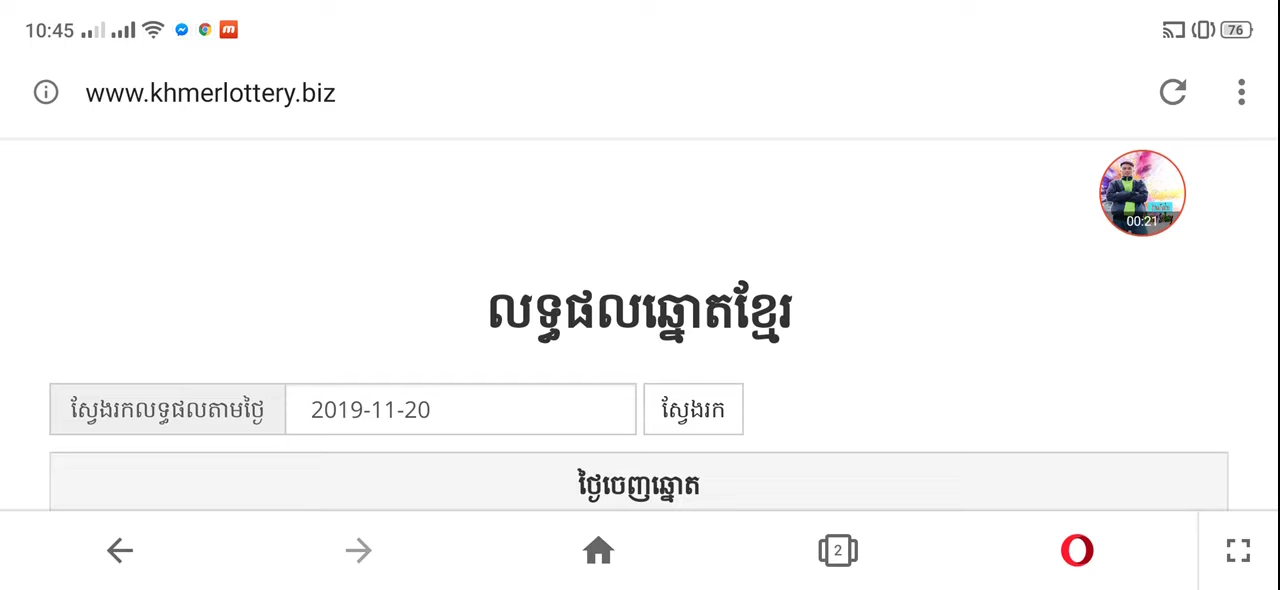 10:45
76
www.khmerlottery.biz
00:21
លទ្ធផលឆ្នោតខ្មែរ
ស្វែងរកលទ្ធផលតាមថ្ងៃ 2019-11-20 ស្វែងរក
ថ្ងៃចេញឆ្នោត
2